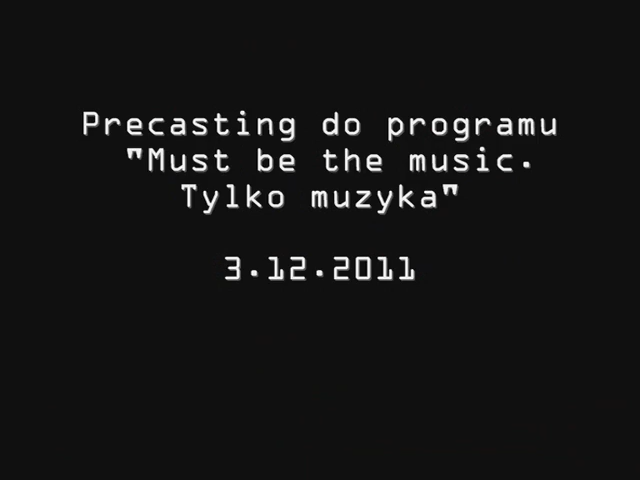 Precasting do programu
"Must be the music.
Tylko muzyka"
3.12.2011